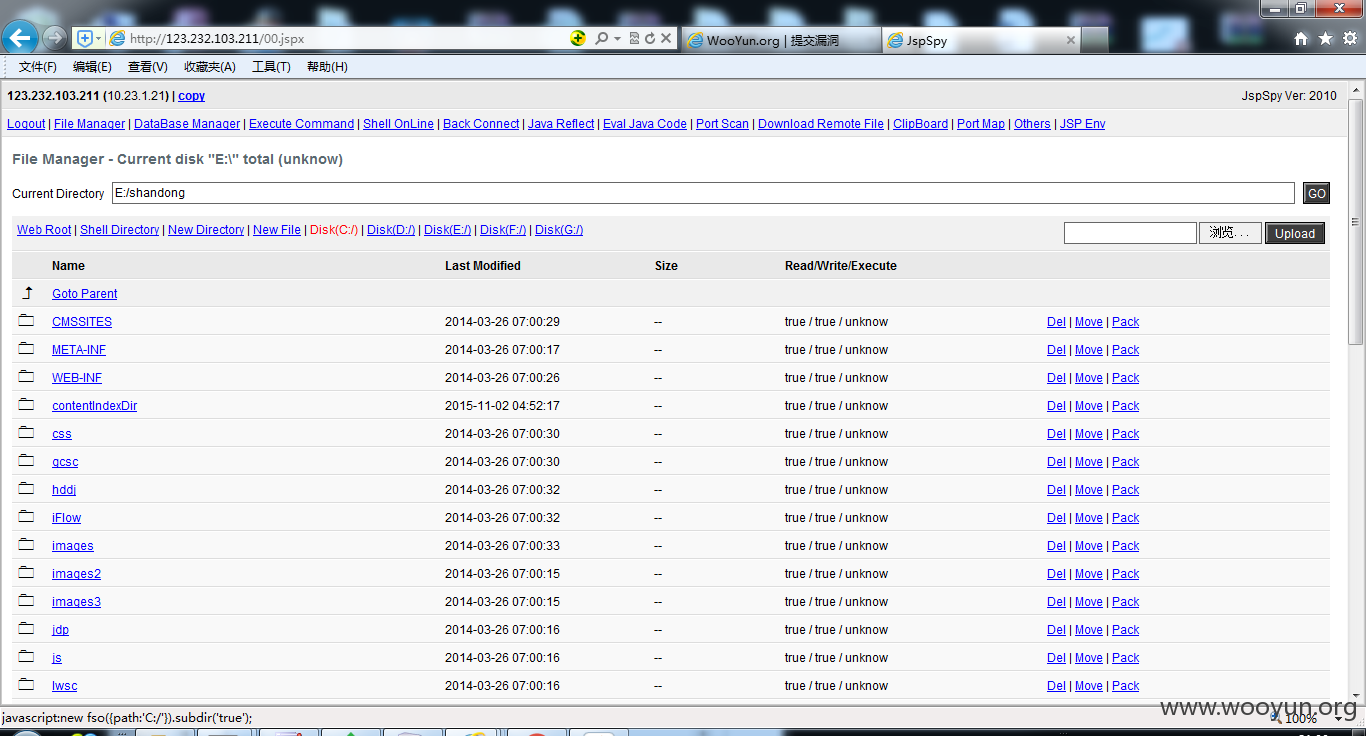 http://123.232.103.211/00.jspx
WooYun.org | 提交漏洞
JspSpy
文件(F) 编辑(E) 查看(V) 收藏夹(A) 工具(T) 帮助(H)
123.232.103.211 (10.23.1.21) | copy
JspSpy Ver: 2010
Logout | File Manager | DataBase Manager | Execute Command | Shell OnLine | Back Connect | Java Reflect | Eval Java Code | Port Scan | Download Remote File | ClipBoard | Port Map | Others | JSP Env
File Manager - Current disk "E:\" total (unknow)
Current Directory E:/shandong GO
Web Root | Shell Directory | New Directory | New File | Disk(C:/) | Disk(D:/) | Disk(E:/) | Disk(F:/) | Disk(G:/)
浏览... Upload
Name Last Modified Size Read/Write/Execute
Goto Parent
CMSSITES 2014-03-26 07:00:29 -- true / true / unknow Del | Move | Pack
META-INF 2014-03-26 07:00:17 -- true / true / unknow Del | Move | Pack
WEB-INF 2014-03-26 07:00:26 -- true / true / unknow Del | Move | Pack
contentIndexDir 2015-11-02 04:52:17 -- true / true / unknow Del | Move | Pack
css 2014-03-26 07:00:30 -- true / true / unknow Del | Move | Pack
gcsc 2014-03-26 07:00:30 -- true / true / unknow Del | Move | Pack
hddj 2014-03-26 07:00:32 -- true / true / unknow Del | Move | Pack
iFlow 2014-03-26 07:00:32 -- true / true / unknow Del | Move | Pack
images 2014-03-26 07:00:33 -- true / true / unknow Del | Move | Pack
images2 2014-03-26 07:00:15 -- true / true / unknow Del | Move | Pack
images3 2014-03-26 07:00:15 -- true / true / unknow Del | Move | Pack
jdp 2014-03-26 07:00:16 -- true / true / unknow Del | Move | Pack
js 2014-03-26 07:00:16 -- true / true / unknow Del | Move | Pack
lwsc 2014-03-26 07:00:16 -- true / true / unknow Del | Move | Pack
javascript:new fso({path:'C:/'}).subdir('true');
www.wooyun.org
100%